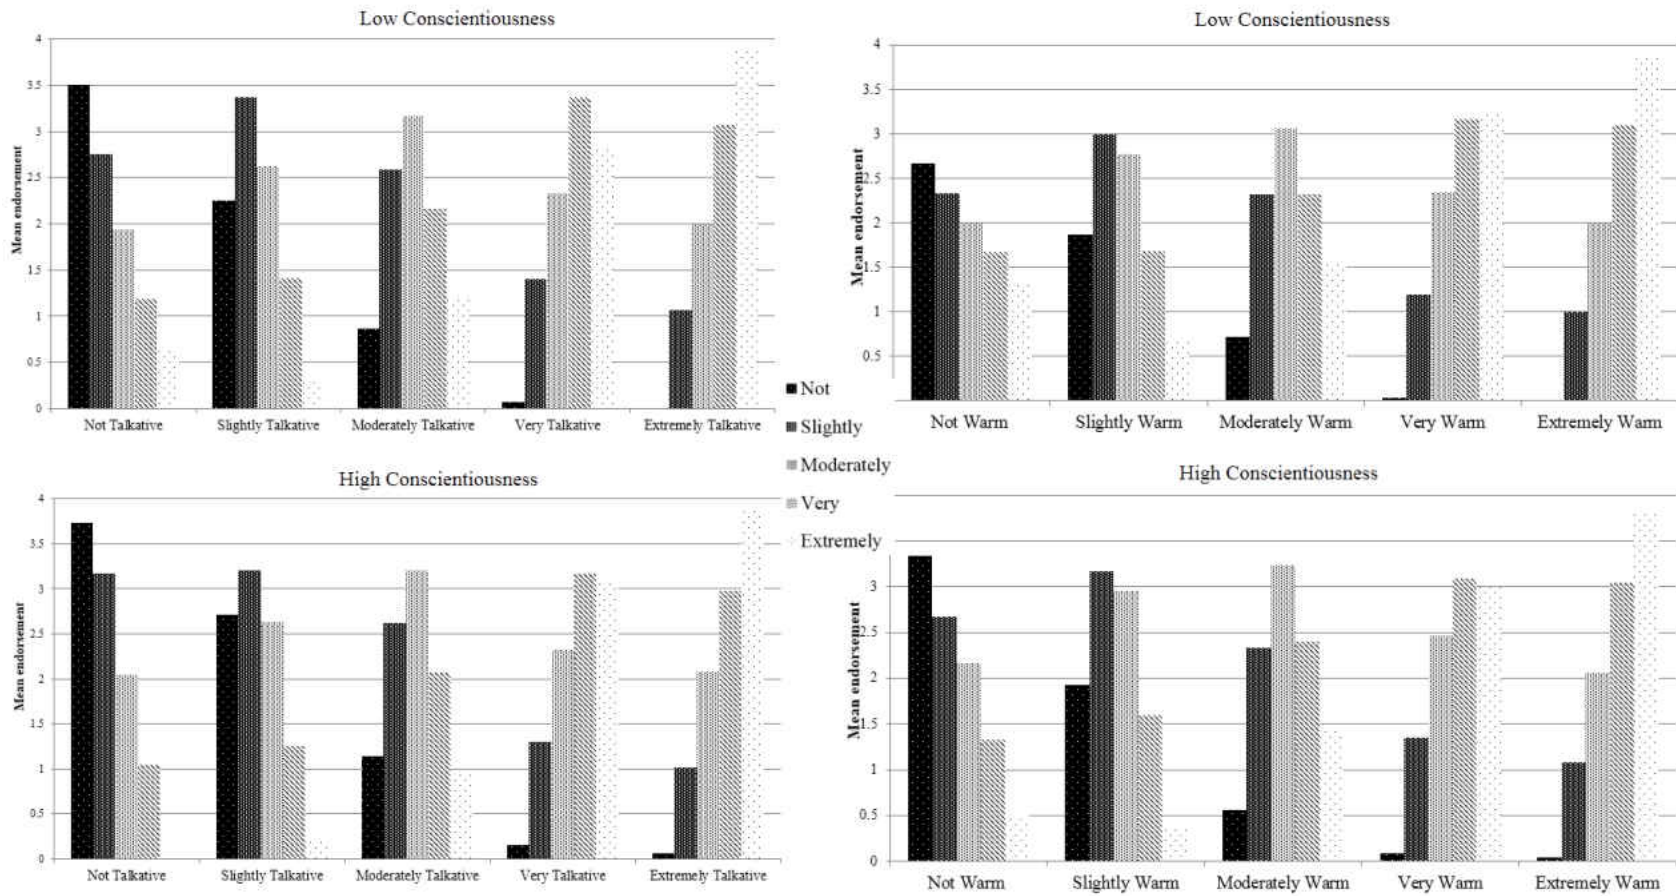 Low Conscientiousness
Mean endorsement
4
3.5
3
2.5
2
1.5
1
0.5
0
Not Talkative
Slightly Talkative
Moderately Talkative
Very Talkative
Extremely Talkative
Low Conscientiousness
Mean endorsement
4
3.5
3
2.5
2
1.5
1
0.5
Not Warm
Slightly Warm
Moderately Warm
Very Warm
Extremely Warm
Not
Slightly
Moderately
Very
Extremely
High Conscientiousness
Mean endorsement
4
3.5
3
2.5
2
1.5
1
0.5
0
Not Talkative
Slightly Talkative
Moderately Talkative
Very Talkative
Extremely Talkative
High Conscientiousness
Mean endorsement
3
2.5
2
1.5
1
0.5
0
Not Warm
Slightly Warm
Moderately Warm
Very Warm
Extremely Warm